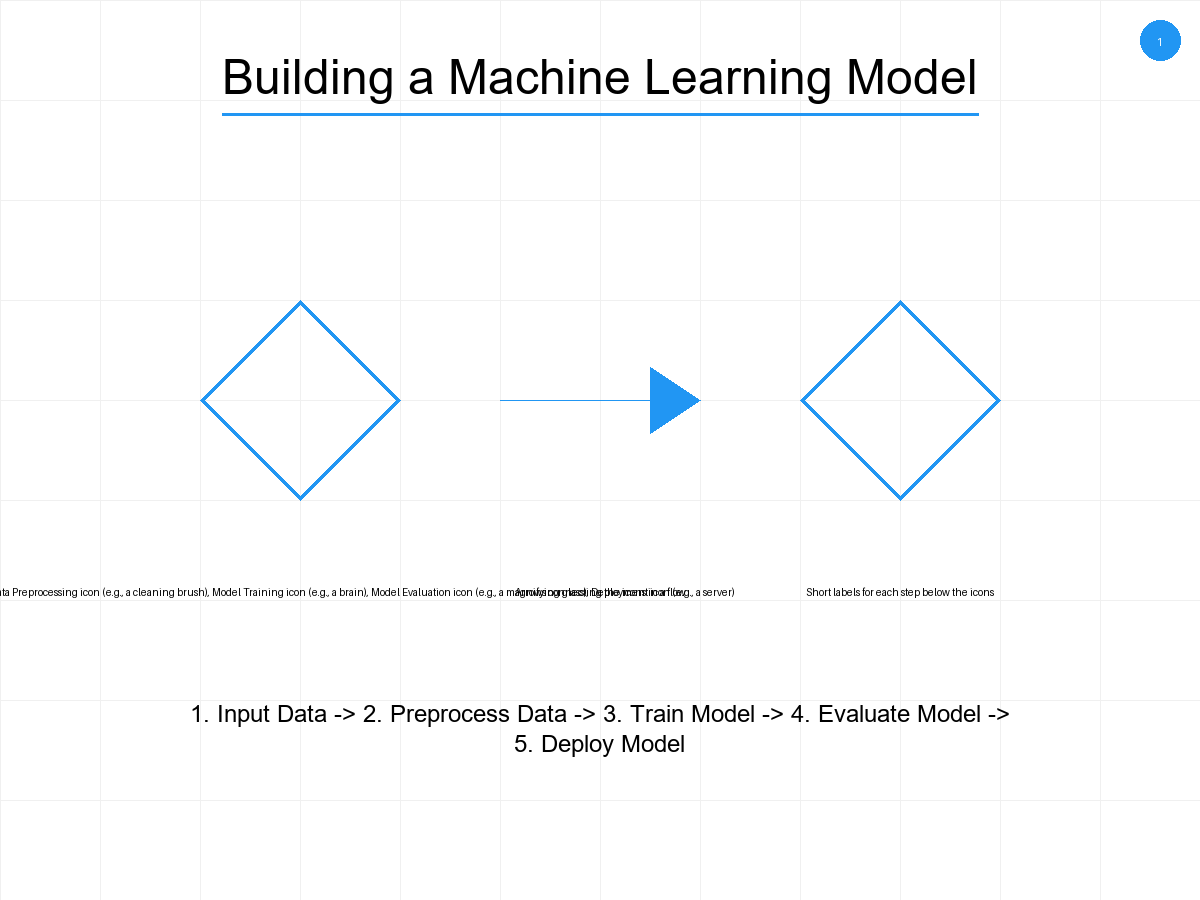 1
Building a Machine Learning Model
ta Preprocessing icon (e.g., a cleaning brush), Model Training icon (e.g., a brain), Model Evaluation icon (e.g., a magnifying glass), Deployment icon (e.g., a server)
Arrows connecting the icons in a flow
Short labels for each step below the icons
1. Input Data -> 2. Preprocess Data -> 3. Train Model -> 4. Evaluate Model ->
5. Deploy Model